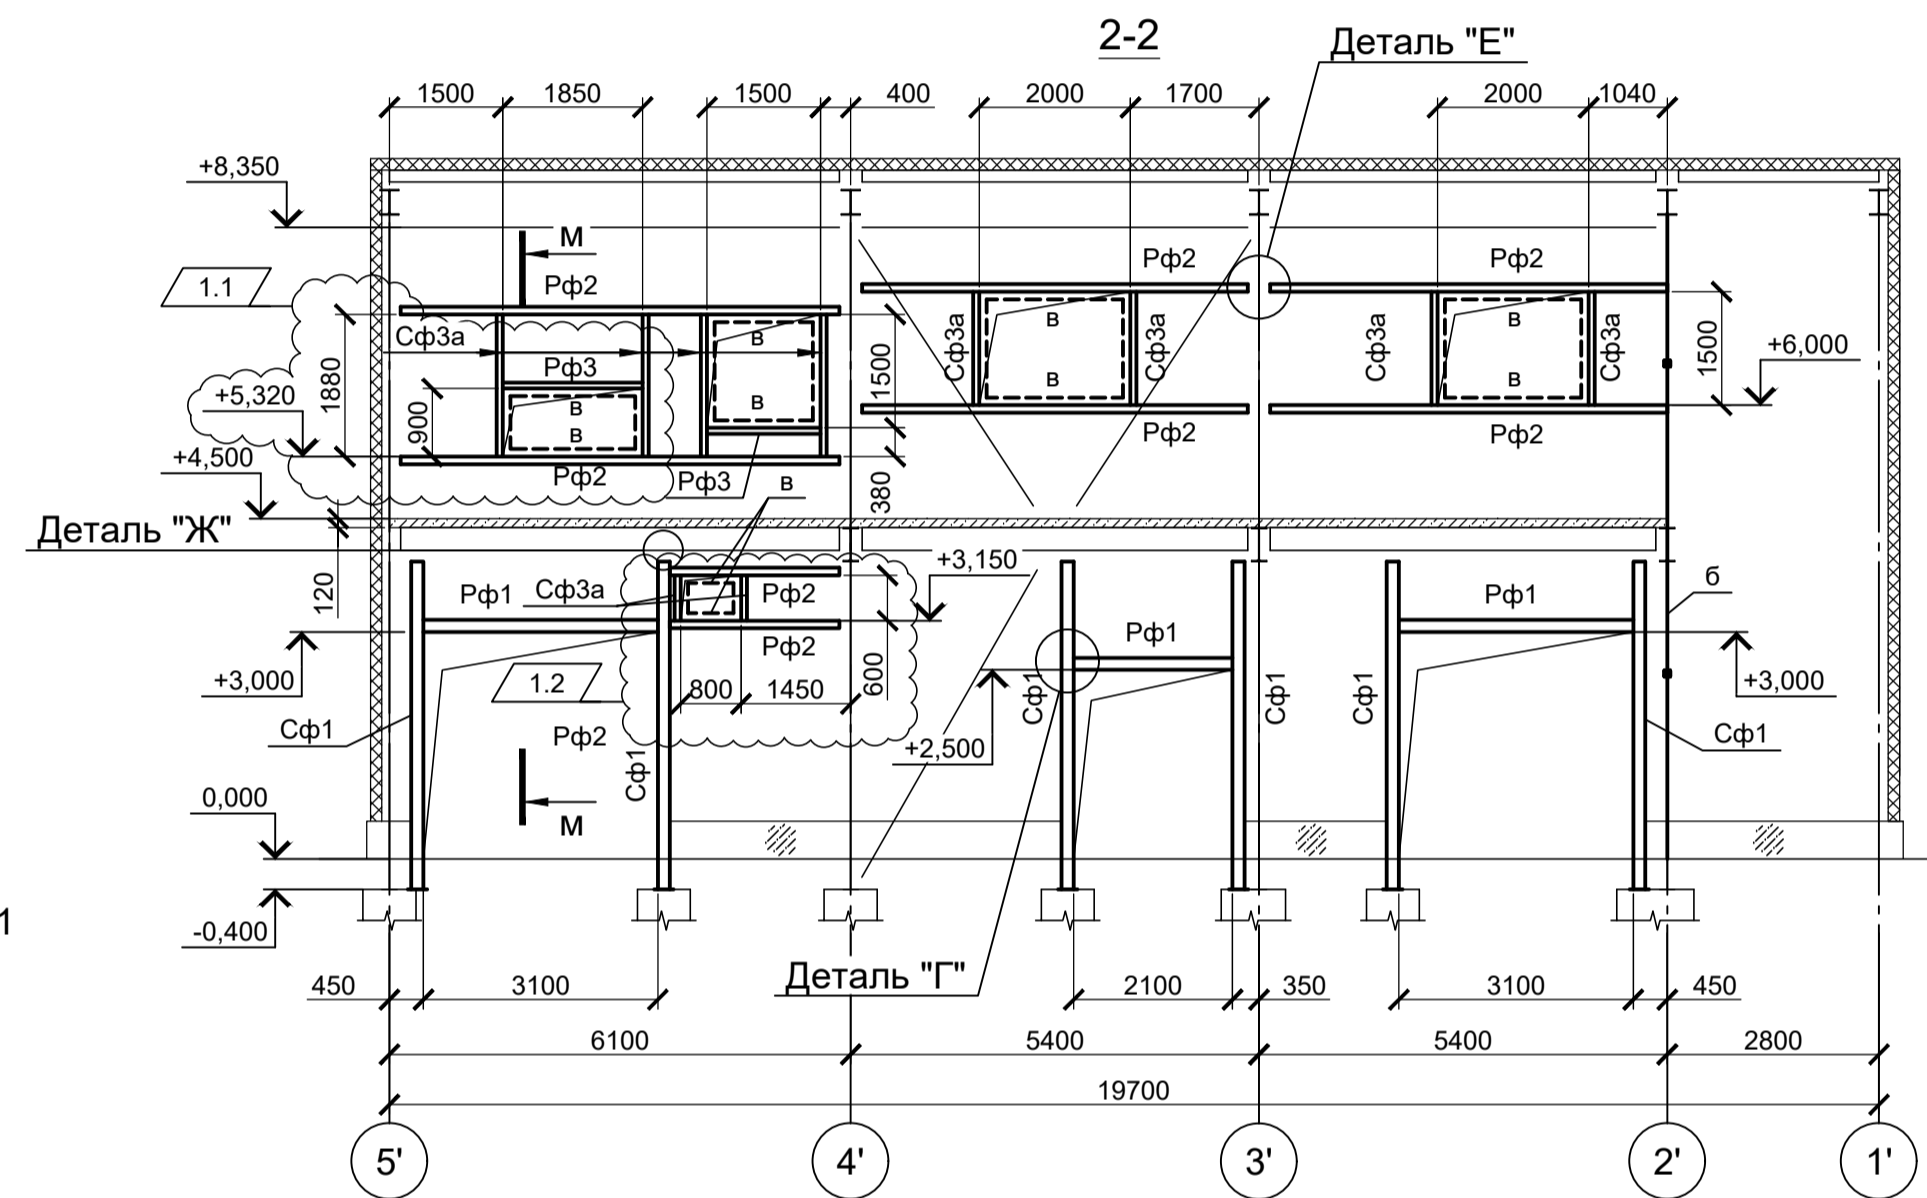 2-2
Деталь "Е"
1500 1850 1500 400 2000 1700 2000 1040
+8,350
М
Рф2 Рф2 Рф2
1.1
Сф3а
в в в
Сф3а Сф3а Сф3а Сф3а
1880
Рф3
1500
1500
+6,000
+5,320
900
в в в в
в
Рф2 Рф2
+4,500
Рф2 Рф3 в
380
Деталь "Ж"
120
+3,150
б
Рф1 Сф3а Рф2 Рф1
Рф1
Рф2
600
+3,000
1.2
800 1450
+3,000
Сф1 Сф1 Сф1
Сф1
Рф2
+2,500
Сф1
Сф1
0,000
М
-0,400
1
Деталь "Г"
450 3100 2100 350 3100 450
6100 5400 5400 2800
19700
5' 4' 3' 2' 1'